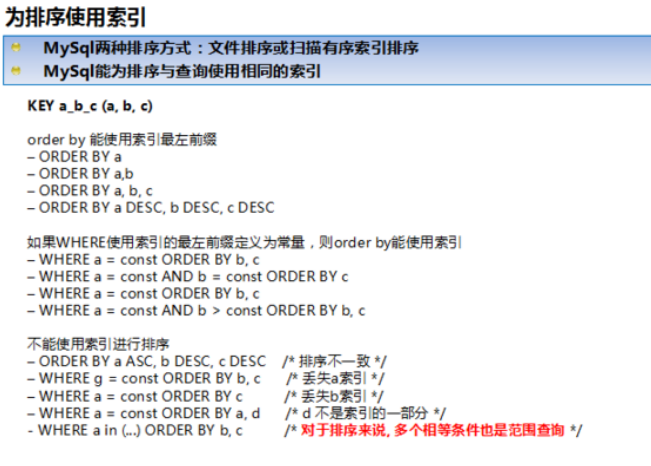 为排序使用索引
MySql两种排序方式：文件排序或扫描有序索引排序
MySql能为排序与查询使用相同的索引
KEY a_b_c (a, b, c)
order by 能使用索引最左前缀
– ORDER BY a
– ORDER BY a,b
– ORDER BY a, b, c
– ORDER BY a DESC, b DESC, c DESC
如果WHERE使用索引的最左前缀定义为常量，则order by能使用索引
– WHERE a = const ORDER BY b, c
– WHERE a = const AND b = const ORDER BY c
– WHERE a = const ORDER BY b, c
– WHERE a = const AND b > const ORDER BY b, c
不能使用索引进行排序
– ORDER BY a ASC, b DESC, c DESC /* 排序不一致 */
– WHERE g = const ORDER BY b, c /* 丢失a索引 */
– WHERE a = const ORDER BY c /* 丢失b索引 */
– WHERE a = const ORDER BY a, d /* d 不是索引的一部分 */
- WHERE a in (...) ORDER BY b, c /* 对于排序来说, 多个相等条件也是范围查询 */